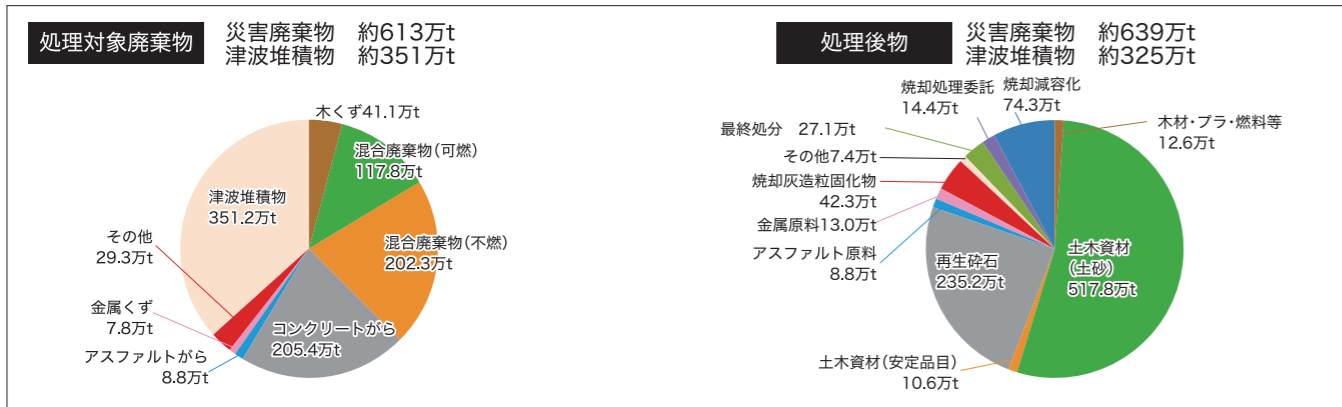 処理対象廃棄物
災害廃棄物　約613万t
津波堆積物　約351万t
木くず41.1万t
混合廃棄物(可燃)
117.8万t
混合廃棄物(不燃)
202.3万t
コンクリートがら
205.4万t
アスファルトがら
8.8万t
金属くず
7.8万t
その他
29.3万t
津波堆積物
351.2万t
処理後物
災害廃棄物　約639万t
津波堆積物　約325万t
木材・プラ・燃料等
12.6万t
土木資材
(土砂)
517.8万t
土木資材(安定品目)
10.6万t
再生砕石
235.2万t
アスファルト原料
8.8万t
金属原料13.0万t
焼却灰造粒固化物
42.3万t
その他7.4万t
最終処分　27.1万t
焼却処理委託
14.4万t
焼却減容化
74.3万t